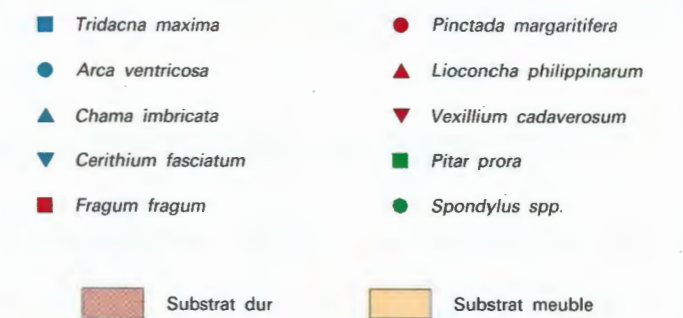 Tridacna maxima
Pinctada margaritifera
Arca ventricosa
Lioconcha philippinarum
Chama imbricata
Vexillium cadaverosum
Cerithium fasciatum
Pitar prora
Fragum fragum
Spondylus spp.
Substrat dur
Substrat meuble